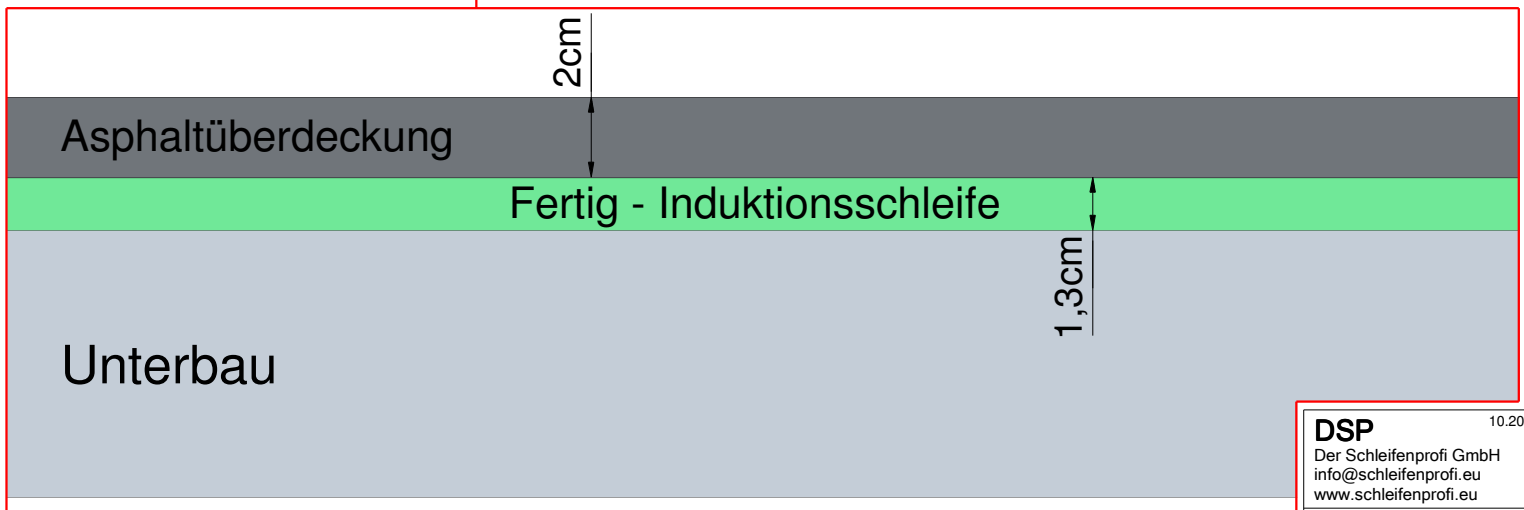 2cm
Asphaltüberdeckung
Fertig - Induktionsschleife
1,3cm
Unterbau
DSP
10.20
Der Schleifenprofi GmbH
info@schleifenprofi.eu
www.schleifenprofi.eu